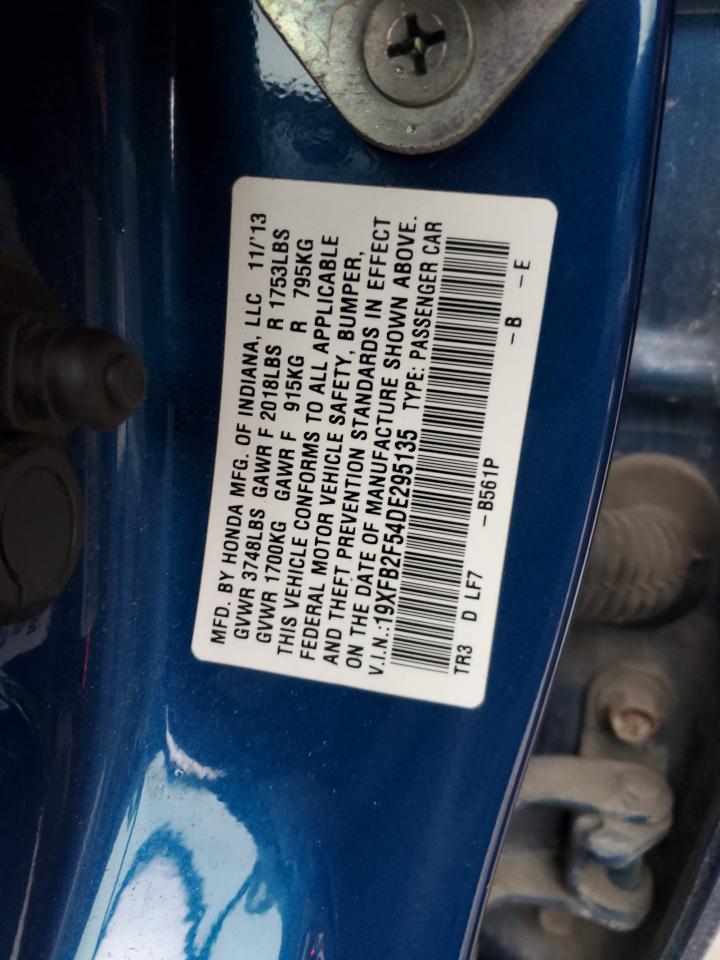 MFD. BY HONDA MFG. OF INDIANA, LLC 11/'13
GVWR 3748LBS GAWR F 2018LBS R 1753LBS
GVWR 1700KG GAWR F 915KG R 795KG
THIS VEHICLE CONFORMS TO ALL APPLICABLE
FEDERAL MOTOR VEHICLE SAFETY, BUMPER,
AND THEFT PREVENTION STANDARDS IN EFFECT
ON THE DATE OF MANUFACTURE SHOWN ABOVE.
V.I.N.:19XFB2F54DE295135 TYPE: PASSENGER CAR
TR3 D LF7 -B561P -B -E